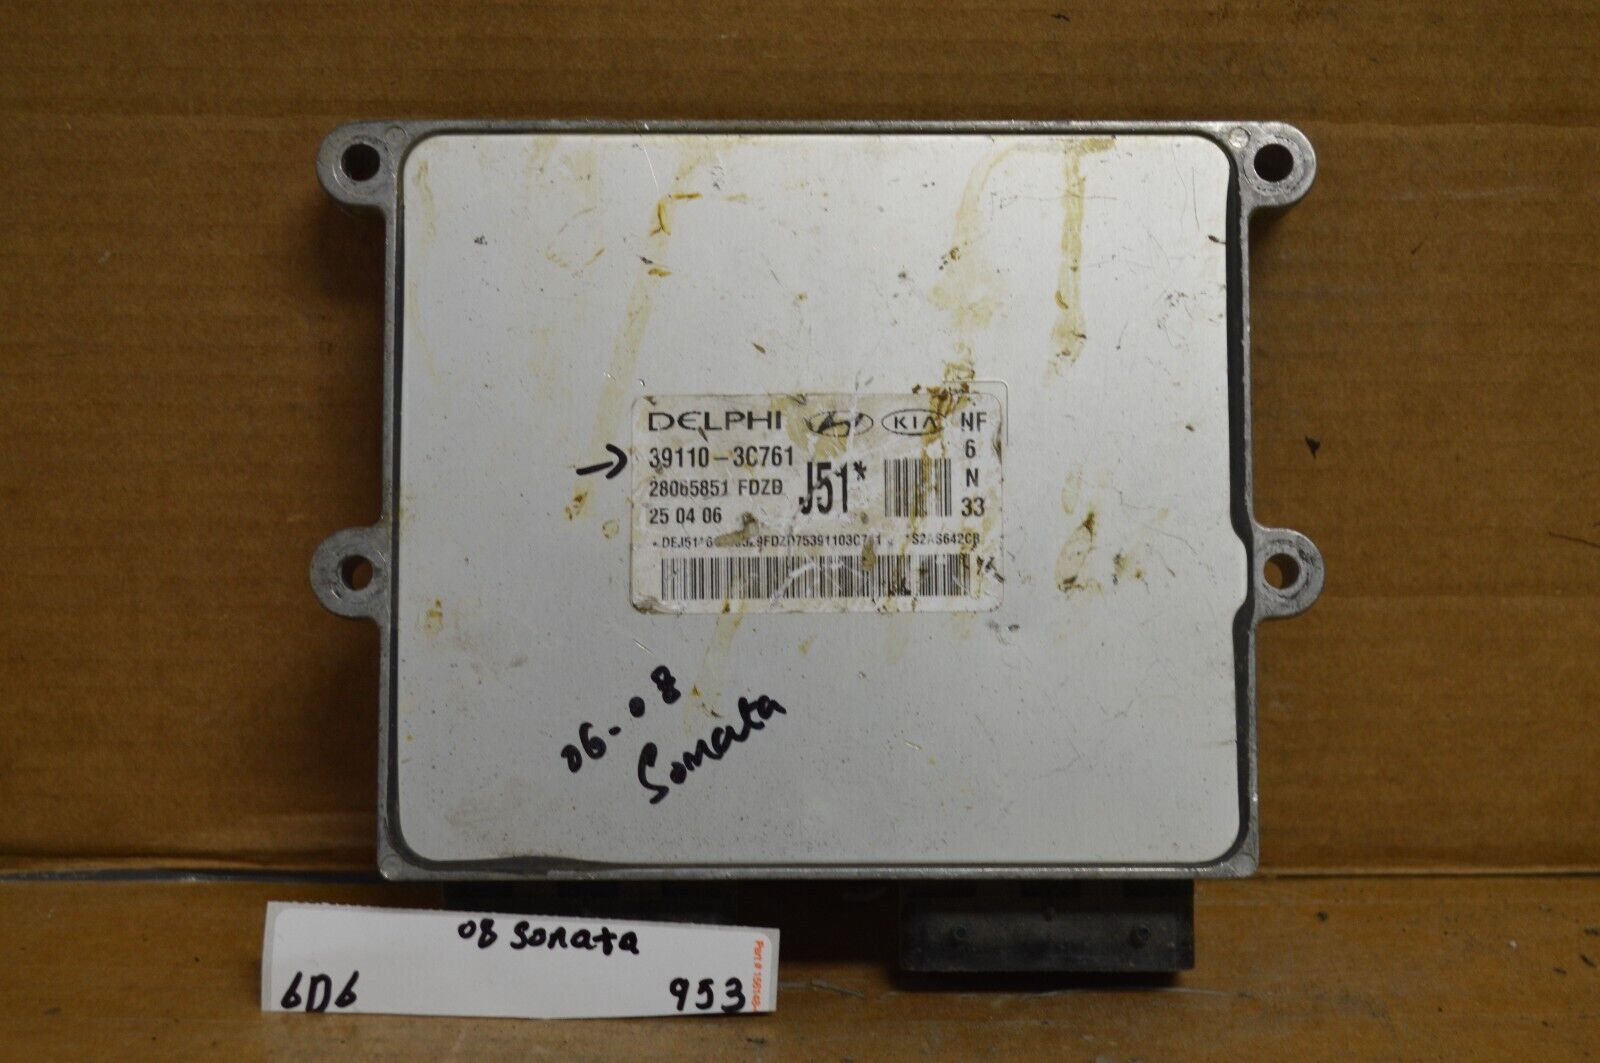 DELPHI KIA NF
39110-3C761 6
28065851 FDZD J51* N
25 04 06 33
06-08
Sonata
08 Sonata
6D6 953